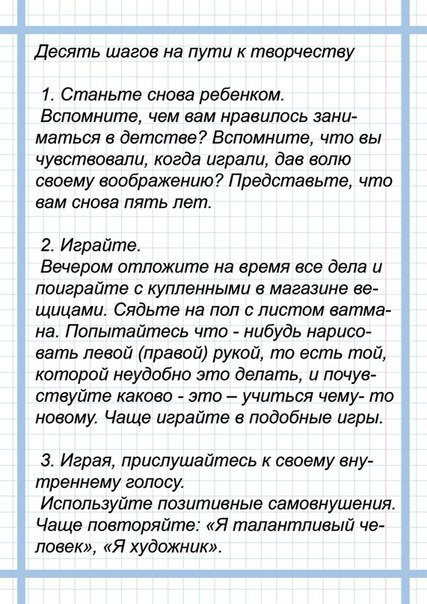 Десять шагов на пути к творчеству
1. Станьте снова ребенком.
Вспомните, чем вам нравилось зани-
маться в детстве? Вспомните, что вы
чувствовали, когда играли, дав волю
своему воображению? Представьте, что
вам снова пять лет.
2. Играйте.
Вечером отложите на время все дела и
поиграйте с купленными в магазине ве-
щицами. Сядьте на пол с листом ватма-
на. Попытайтесь что - нибудь нарисо-
вать левой (правой) рукой, то есть той,
которой неудобно это делать, и почув-
ствуйте каково - это – учиться чему- то
новому. Чаще играйте в подобные игры.
3. Играя, прислушайтесь к своему вну-
треннему голосу.
Используйте позитивные самовнушения.
Чаще повторяйте: «Я талантливый че-
ловек», «Я художник».